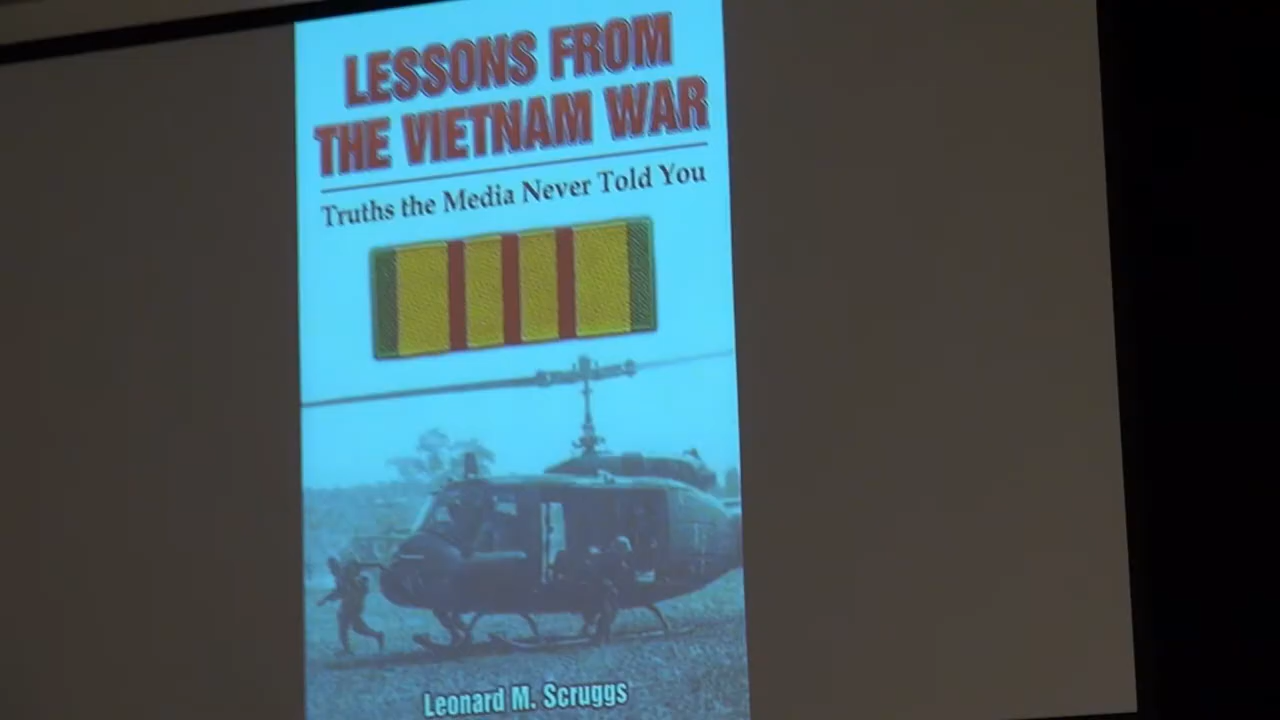 LESSONS FROM
THE VIETNAM WAR
Truths the Media Never Told You
Leonard M. Scruggs